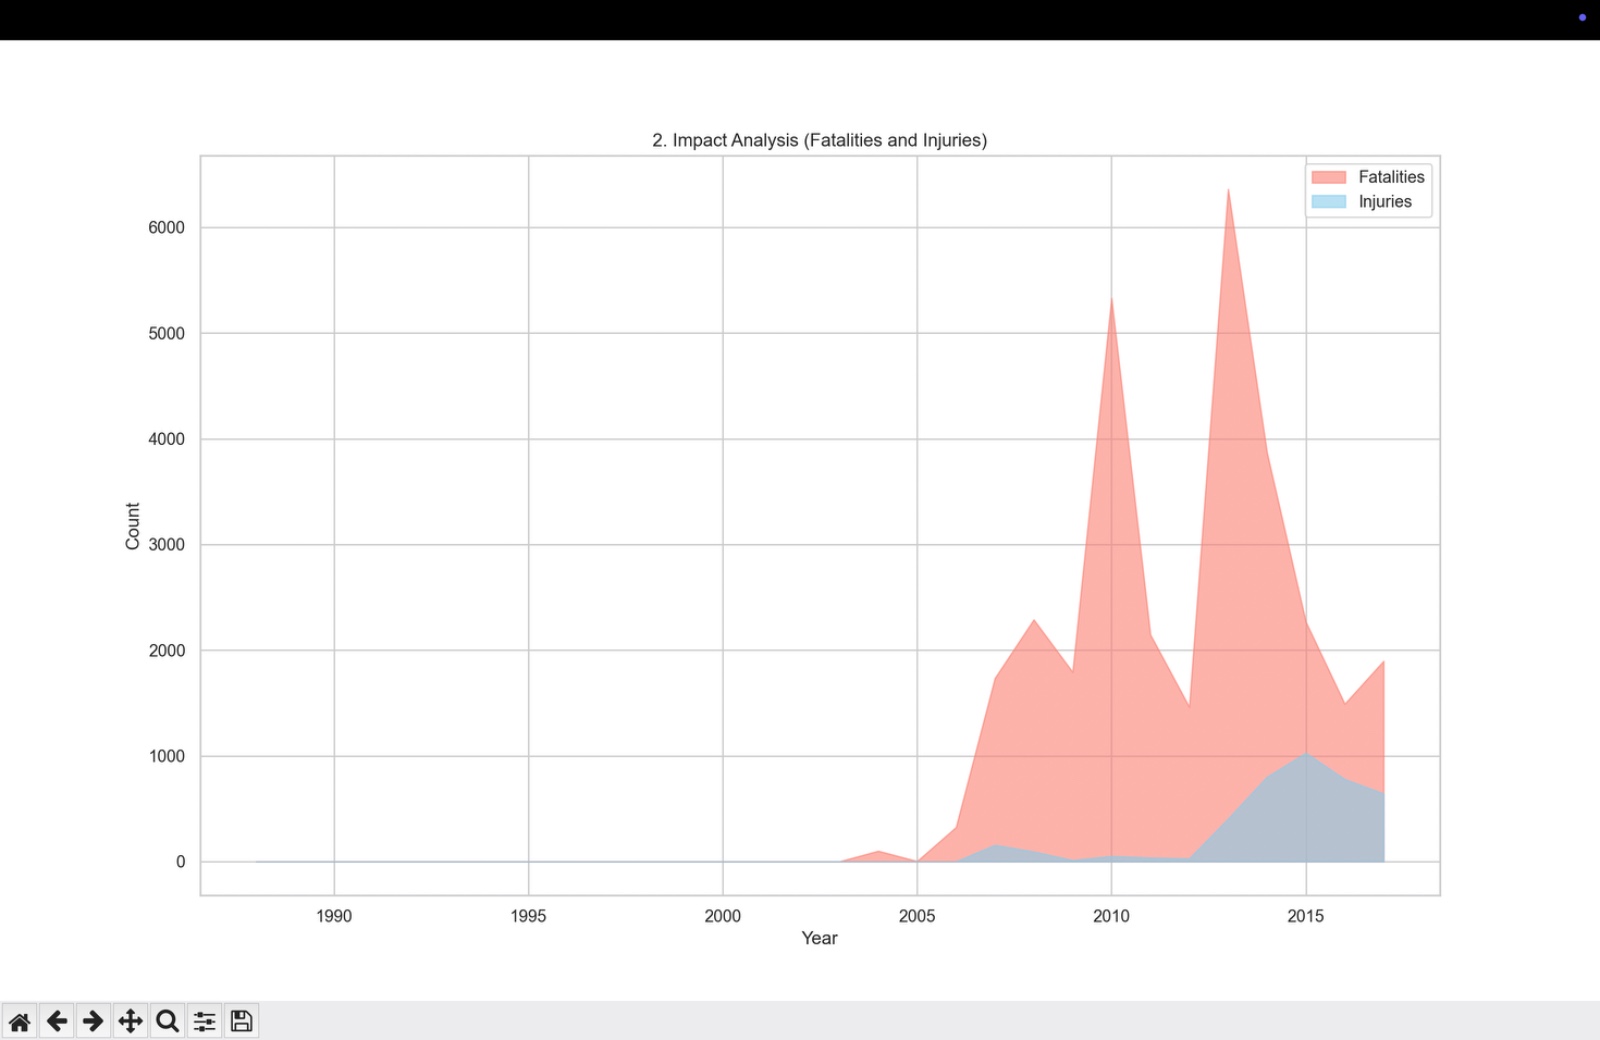 2. Impact Analysis (Fatalities and Injuries)
Fatalities
Injuries
6000
5000
4000
3000
2000
1000
0
Count
1990 1995 2000 2005 2010 2015
Year